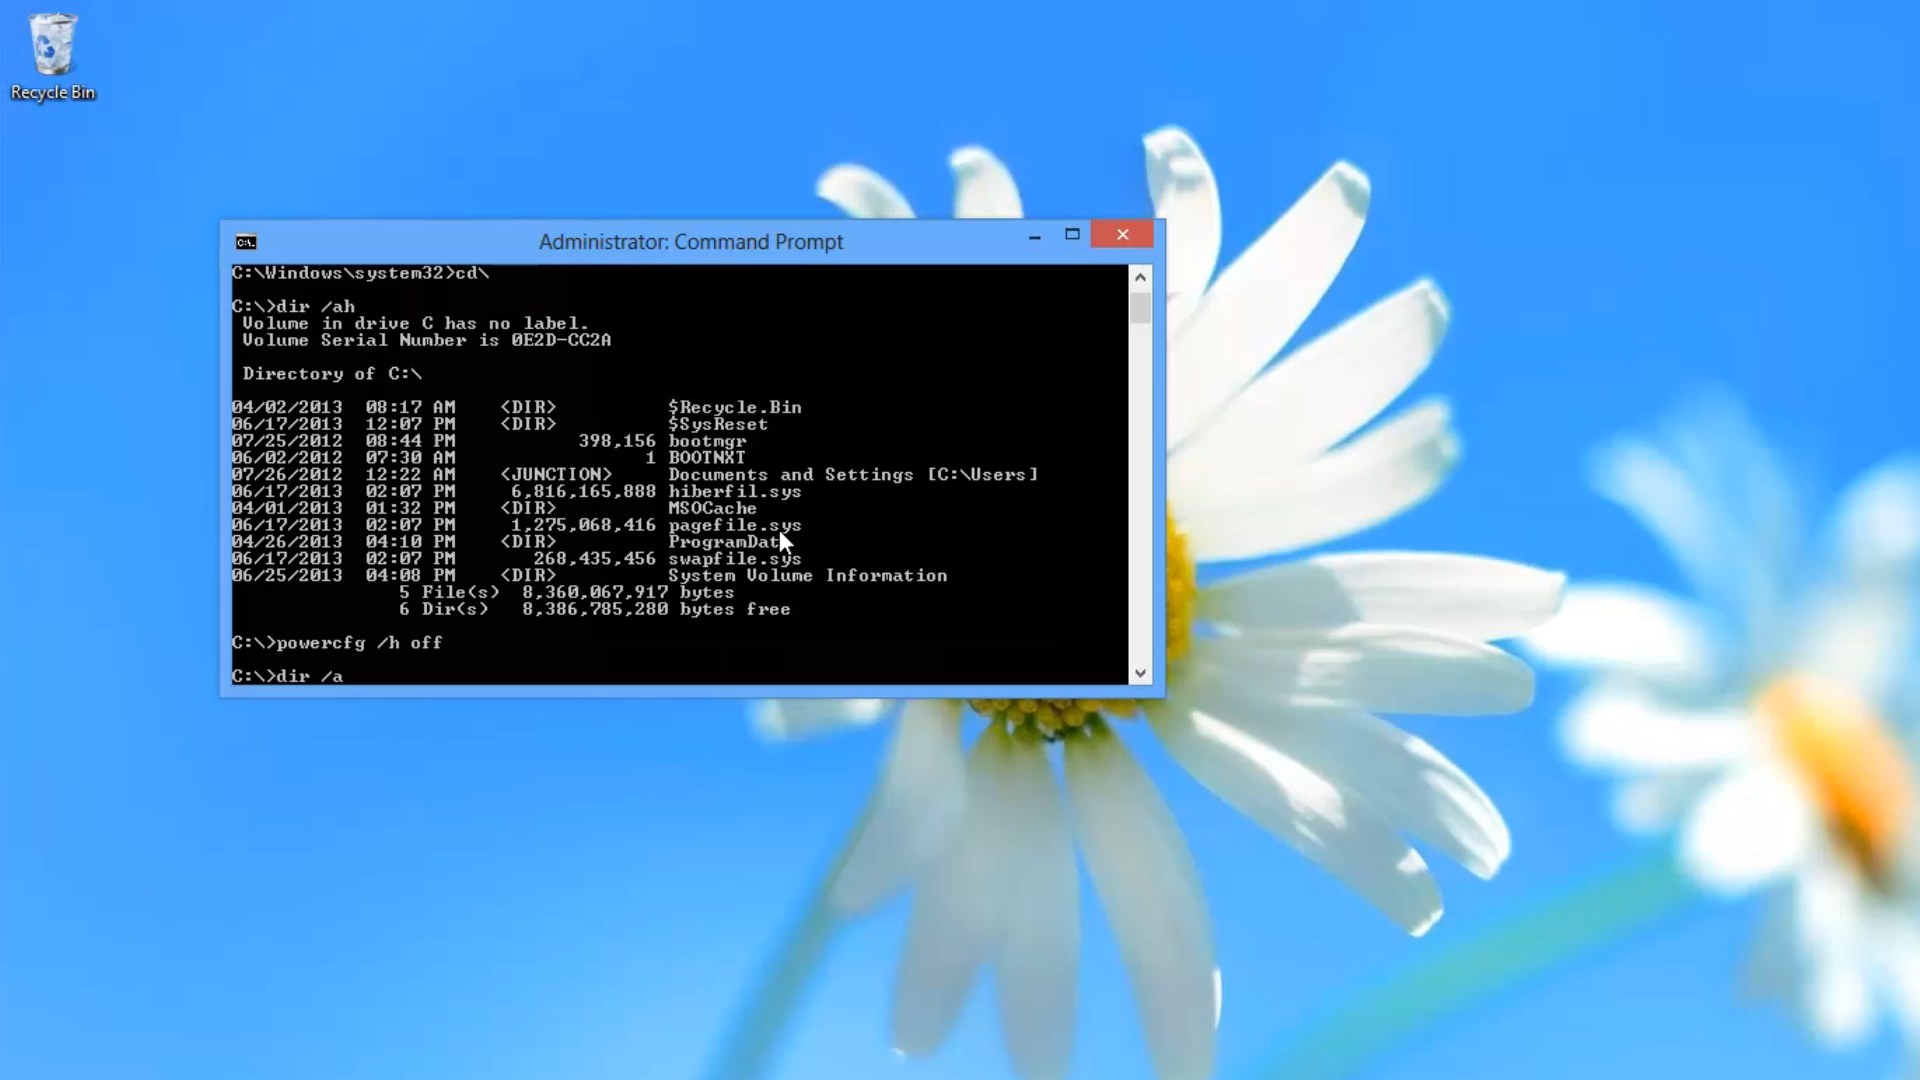 Recycle Bin
Administrator: Command Prompt
C:\Windows\system32>cd\
C:\>dir /ah
Volume in drive C has no label.
Volume Serial Number is 0E2D-CC2A
Directory of C:\
04/02/2013 08:17 AM <DIR> $Recycle.Bin
06/17/2013 12:07 PM <DIR> $SysReset
07/25/2012 08:44 PM 398,156 bootmgr
06/02/2012 07:30 AM 1 BOOTNXT
07/26/2012 12:22 AM <JUNCTION> Documents and Settings [C:\Users]
06/17/2013 02:07 PM 6,816,165,888 hiberfil.sys
04/01/2013 01:32 PM <DIR> MSOCache
06/17/2013 02:07 PM 1,275,068,416 pagefile.sys
04/26/2013 04:10 PM <DIR> ProgramData
06/17/2013 02:07 PM 268,435,456 swapfile.sys
06/25/2013 04:08 PM <DIR> System Volume Information
5 File(s) 8,360,067,917 bytes
6 Dir(s) 8,386,785,280 bytes free
C:\>powercfg /h off
C:\>dir /a